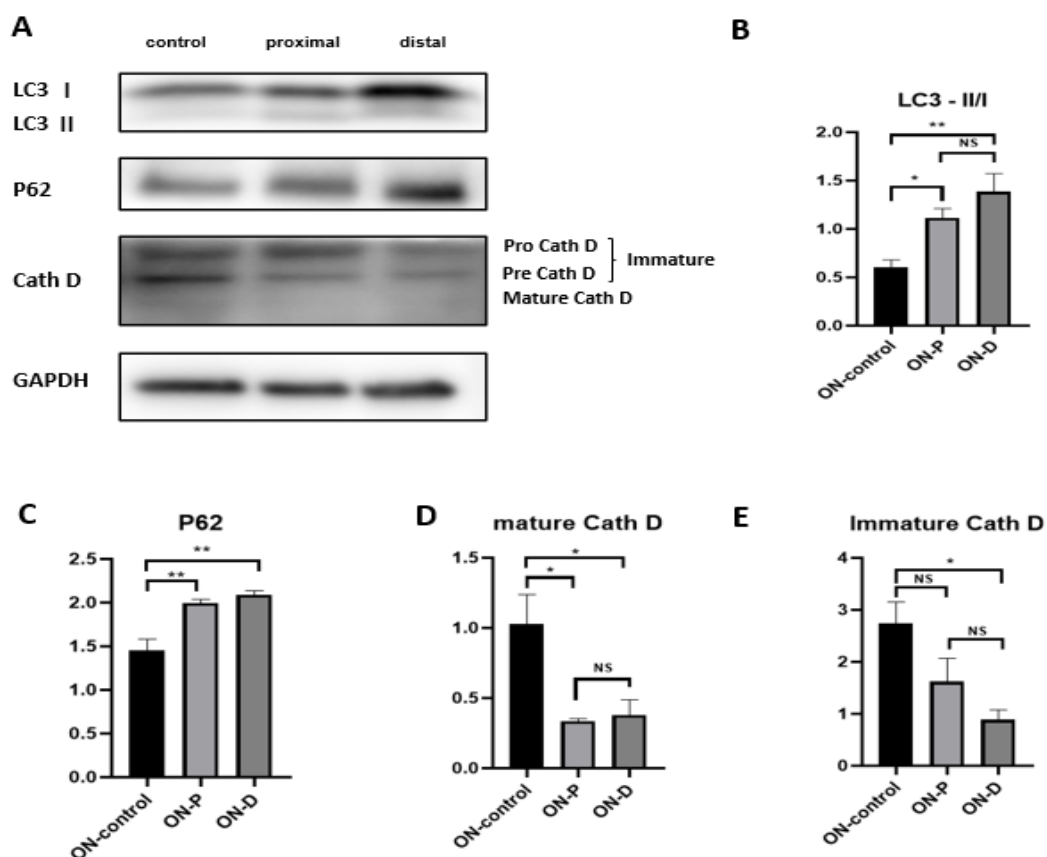 A
control proximal distal
LC3 I
LC3 II
P62
Cath D
Pro Cath D
Pre Cath D
Immature
Mature Cath D
GAPDH
B
LC3 - II/I
2.0
1.5
1.0
0.5
0.0
**
NS
*
ON-control
ON-P
ON-D
C
P62
2.5
2.0
1.5
1.0
0.5
0.0
**
**
ON-control
ON-P
ON-D
D
mature Cath D
1.5
1.0
0.5
0.0
*
*
NS
ON-control
ON-P
ON-D
E
Immature Cath D
4
3
2
1
0
*
NS
NS
ON-control
ON-P
ON-D